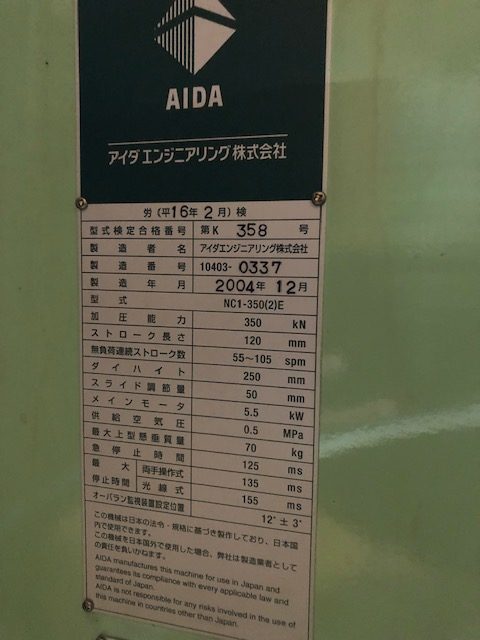 AIDA
アイダエンジニアリング株式会社
労(平16年2月)検
型式検定合格番号 第K 358 号
製造者名 アイダエンジニアリング株式会社
製造番号 10403-0337
製造年月 2004年12月
型式 NC1-350(2)E
加圧能力 350 kN
ストローク長さ 120 mm
無負荷連続ストローク数 55〜105 spm
ダイハイト 250 mm
スライド調節量 50 mm
メインモータ 5.5 kW
供給空気圧 0.5 MPa
最大上型懸垂質量 70 kg
急停止時間 125 ms
最大停止時間 両手操作式 135 ms
光線式 155 ms
オーバラン監視装置設定位置 12°±3°
この機械は日本の法令・規格に基づき製作しており、日本国
内で使用できます。
この機械を日本国外で使用した場合、弊社は製造業者として
の責任を負いかねます。
AIDA manufactures this machine for use in Japan and
guarantees its compliance with every applicable law and
standard of Japan.
AIDA is not responsible for any risks involved in the use of
this machine in countries other than Japan.